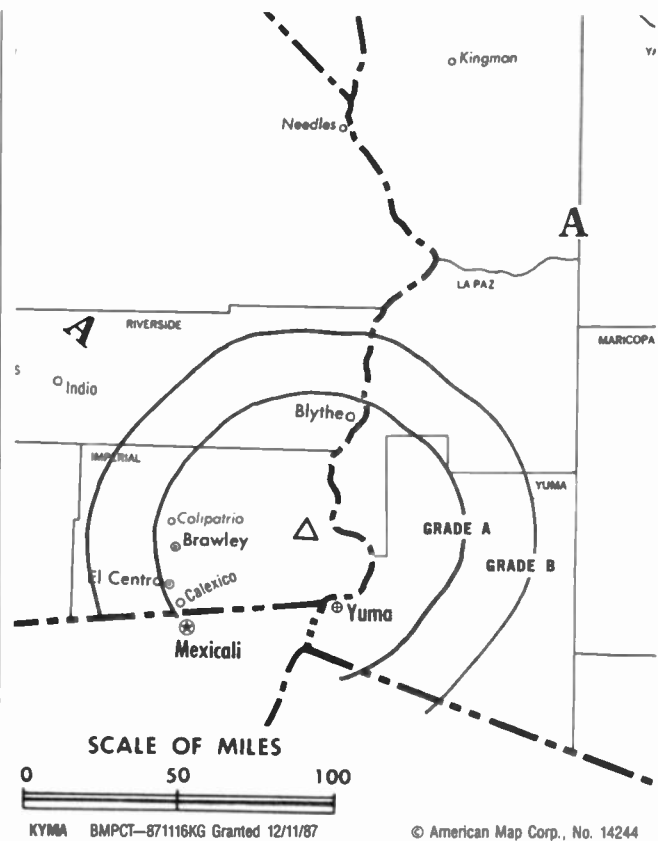 Kingman
Needles
A
LA PAZ
A
RIVERSIDE
MARICOPA
S
Indio
Blythe
IMPERIAL
YUMA
Calipatria
GRADE A
Brawley
GRADE B
El Centro
Calexico
Yuma
Mexicali
SCALE OF MILES
0 50 100
KYMA BMPCT—871116KG Granted 12/11/87 © American Map Corp., No. 14244